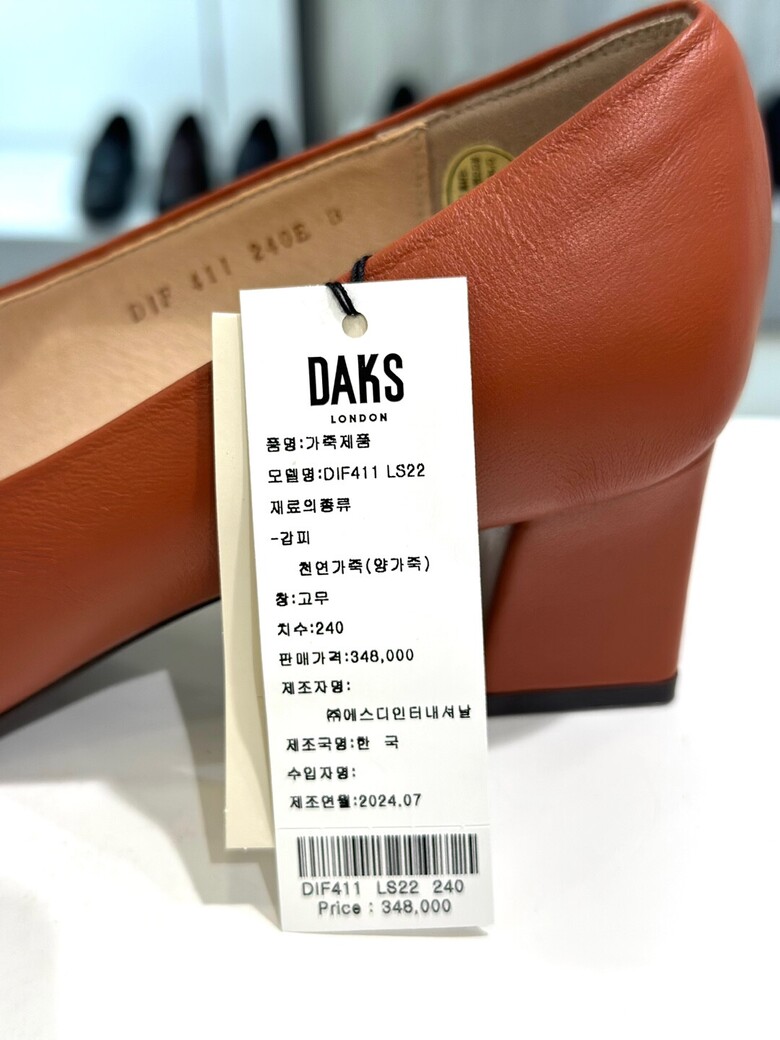 DIF 411 240E B
DAKS
LONDON
품명:가죽제품
모델명:DIF411 LS22
재료의종류
-갑피
천연가죽(양가죽)
창:고무
치수:240
판매가격:348,000
제조자명:
㈜에스디인터내셔날
제조국명:한 국
수입자명:
제조연월:2024.07
DIF411 LS22 240
Price : 348,000